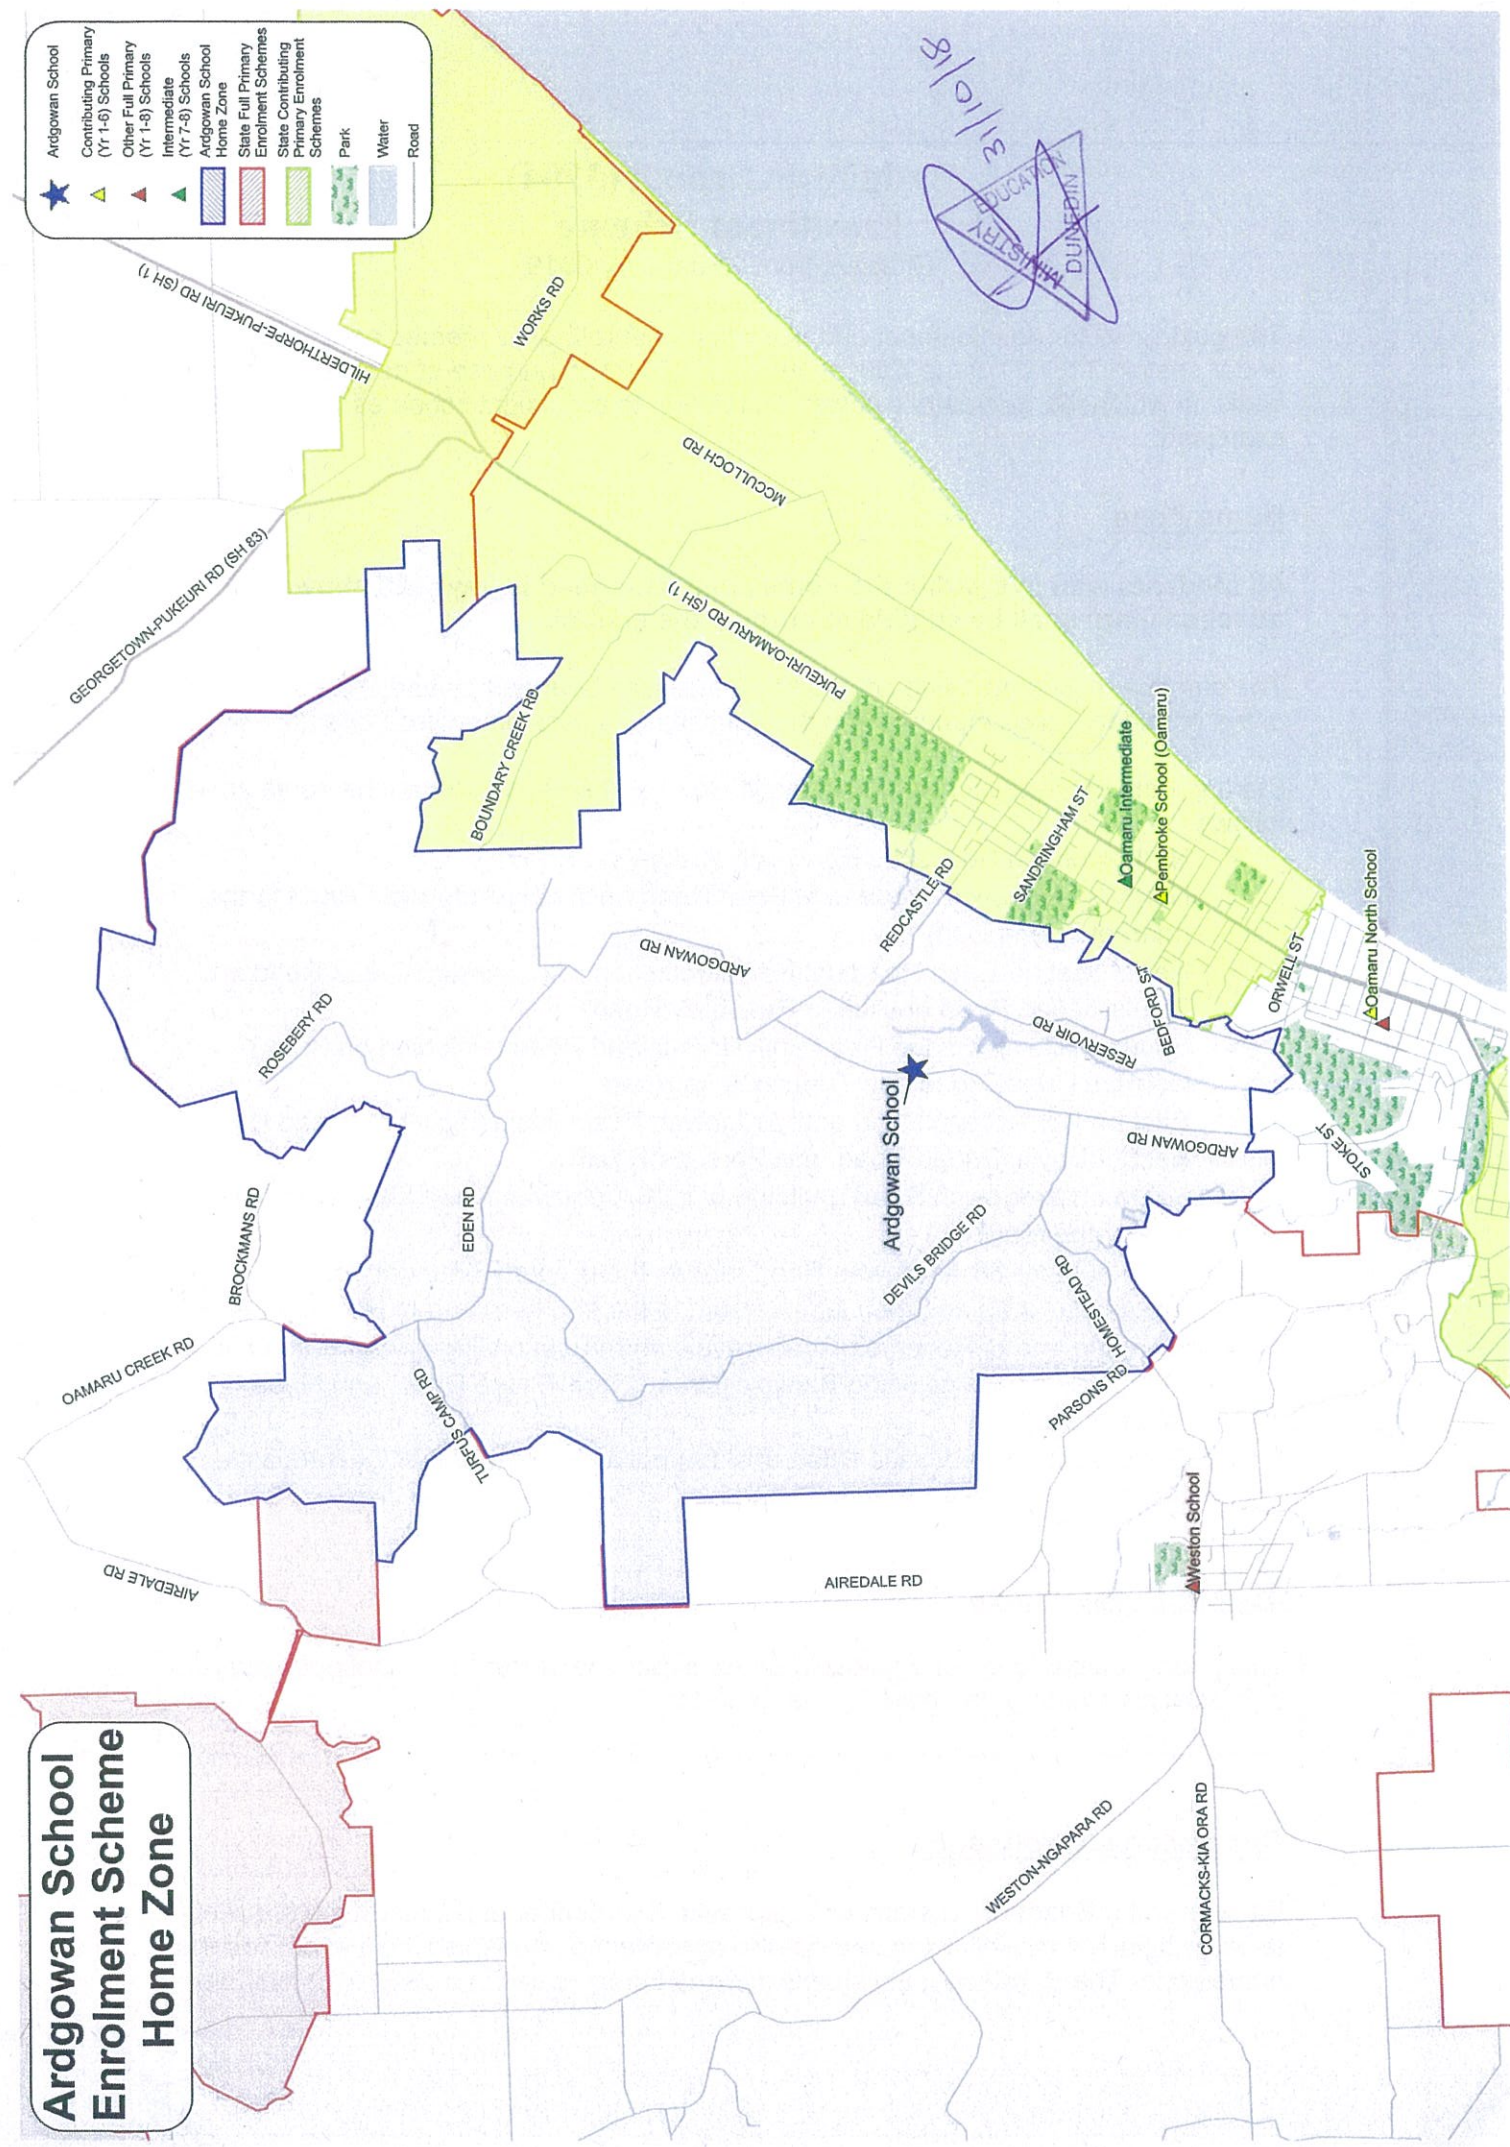 Ardgowan School
Enrolment Scheme
Home Zone
Ardgowan School
Contributing Primary
(Yr 1-6) Schools
Other Full Primary
(Yr 1-8) Schools
Intermediate
(Yr 7-8) Schools
Ardgowan School
Home Zone
State Full Primary
Enrolment Schemes
State Contributing
Primary Enrolment
Schemes
Park
Water
Road
HILDERTHORPE-PUKEURI RD (SH 1)
GEORGETOWN-PUKEURI RD (SH 83)
WORKS RD
MCCULLOCH RD
PUKEURI-OAMARU RD (SH 1)
BOUNDARY CREEK RD
OAMARU CREEK RD
BROCKMANS RD
ROSEBERY RD
AIREDALE RD
TURFUS CAMP RD
EDEN RD
ARDGOWAN RD
REDCASTLE RD
SANDRINGHAM ST
Oamaru Intermediate
Pembroke School (Oamaru)
Ardgowan School
RESERVOIR RD
BEDFORD ST
ORWELL ST
Oamaru North School
DEVILS BRIDGE RD
HOMESTEAD RD
ARDGOWAN RD
STOKE ST
PARSONS RD
AIREDALE RD
Weston School
WESTON-NGAPARA RD
CORMACKS-KIA ORA RD
31/10/18
MINISTRY
EDUCATION
DUNEDIN